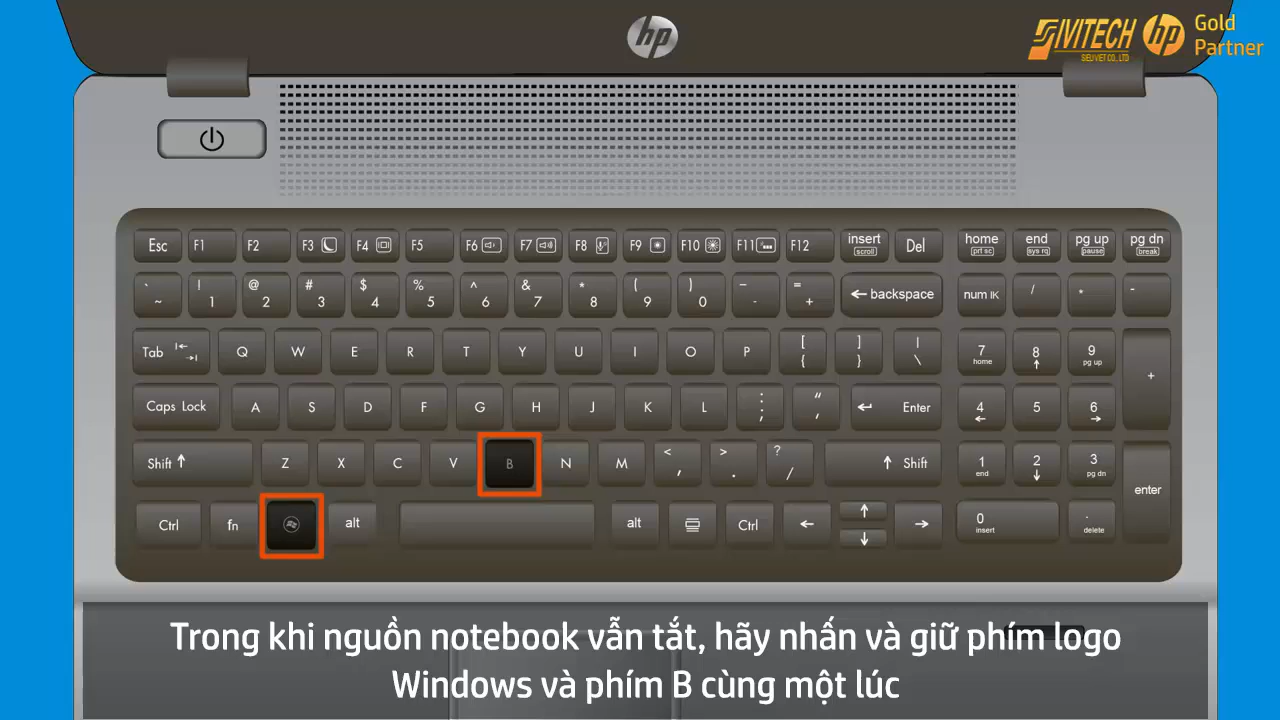 hp
SIVITECH
SIEU VIET CO., LTD
hp
Gold
Partner
Esc F1 F2 F3 F4 F5 F6 F7 F8 F9 F10 F11 F12 insert Del home end pg up pg dn
scroll prt sc sys rq pause break
` ! @ # $ % ^ & * ( ) – = ← backspace num lK / * -
~ 1 2 3 4 5 6 7 8 9 0 - +
Tab Q W E R T Y U I O P [ ] | 7 8 9 +
{ } \ home ↑ pg up
Caps Lock A S D F G H J K L : “ ← Enter 4 5 6
; ‘ ← →
Shift ↑ Z X C V B N M < > ? ↑ Shift 1 2 3 enter
, . / end ↓ pg dn
Ctrl fn alt alt Ctrl ← ↑ → 0 .
↓ insert delete
Trong khi nguồn notebook vẫn tắt, hãy nhấn và giữ phím logo
Windows và phím B cùng một lúc